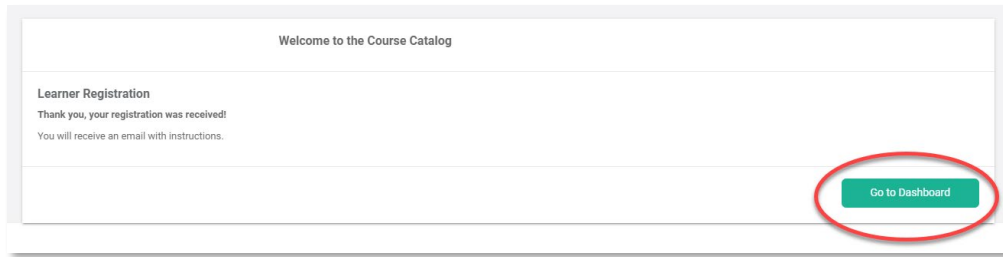 Welcome to the Course Catalog
Learner Registration
Thank you, your registration was received!
You will receive an email with instructions.
Go to Dashboard